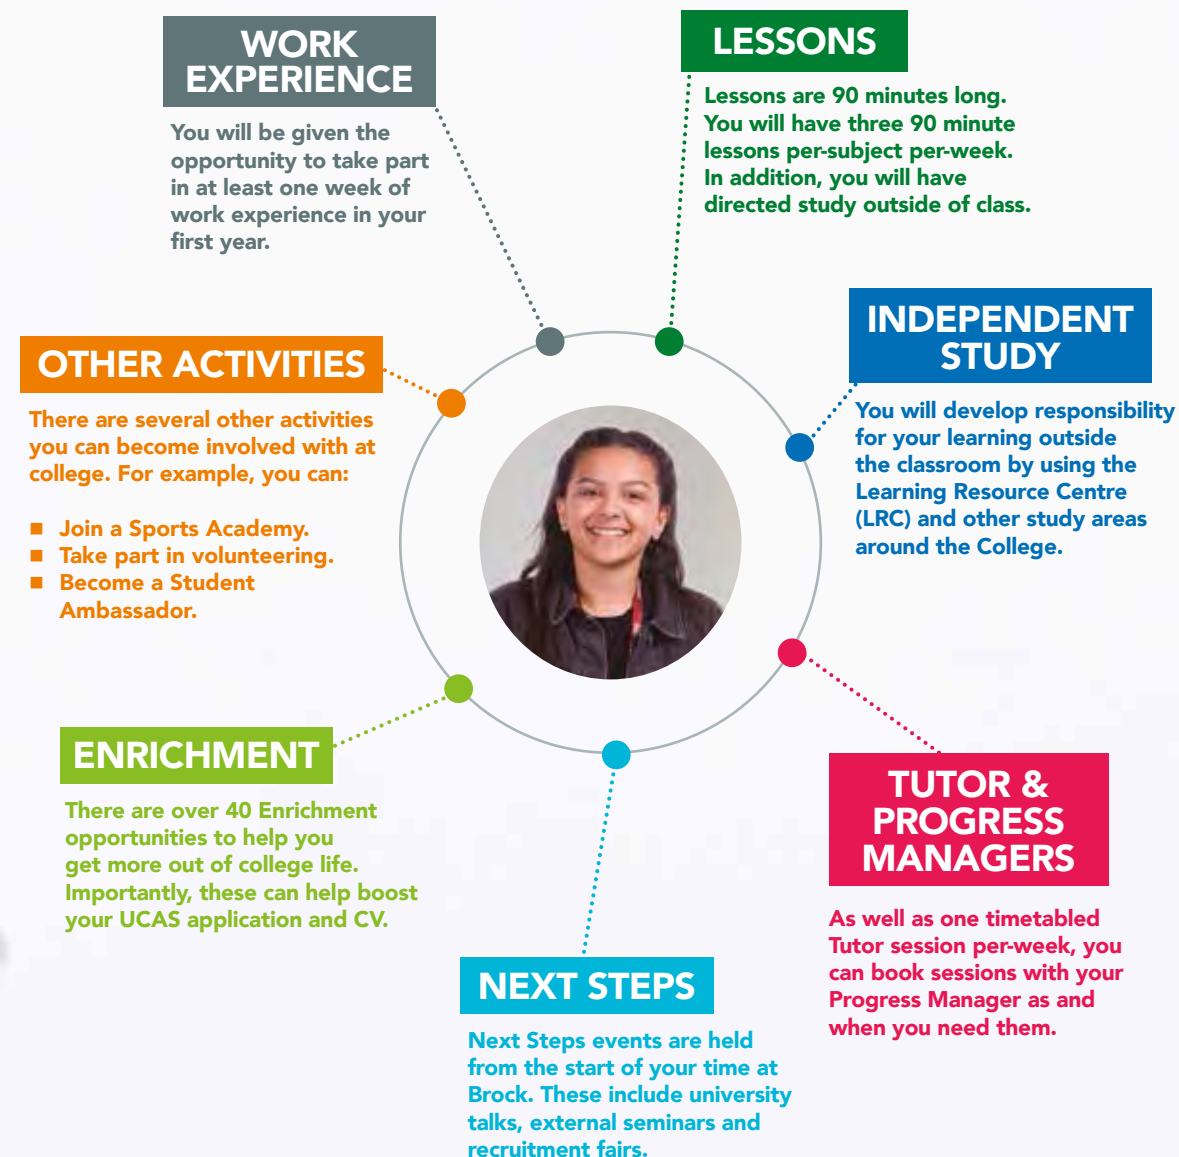 WORK
EXPERIENCE
You will be given the
opportunity to take part
in at least one week of
work experience in your
first year.
LESSONS
Lessons are 90 minutes long.
You will have three 90 minute
lessons per-subject per-week.
In addition, you will have
directed study outside of class.
INDEPENDENT
STUDY
You will develop responsibility
for your learning outside
the classroom by using the
Learning Resource Centre
(LRC) and other study areas
around the College.
OTHER ACTIVITIES
There are several other activities
you can become involved with at
college. For example, you can:
■ Join a Sports Academy.
■ Take part in volunteering.
■ Become a Student
Ambassador.
ENRICHMENT
There are over 40 Enrichment
opportunities to help you
get more out of college life.
Importantly, these can help boost
your UCAS application and CV.
TUTOR &
PROGRESS
MANAGERS
As well as one timetabled
Tutor session per-week, you
can book sessions with your
Progress Manager as and
when you need them.
NEXT STEPS
Next Steps events are held
from the start of your time at
Brock. These include university
talks, external seminars and
recruitment fairs.